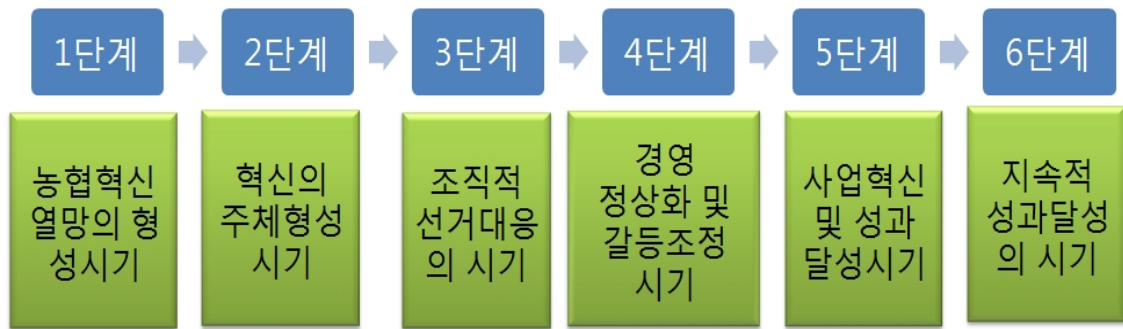 1단계
2단계
3단계
4단계
5단계
6단계
농협혁신
열망의 형
성시기
혁신의
주체형성
시기
조직적
선거대응
의 시기
경영
정상화 및
갈등조정
시기
사업혁신
및 성과
달성시기
지속적
성과달성
의 시기